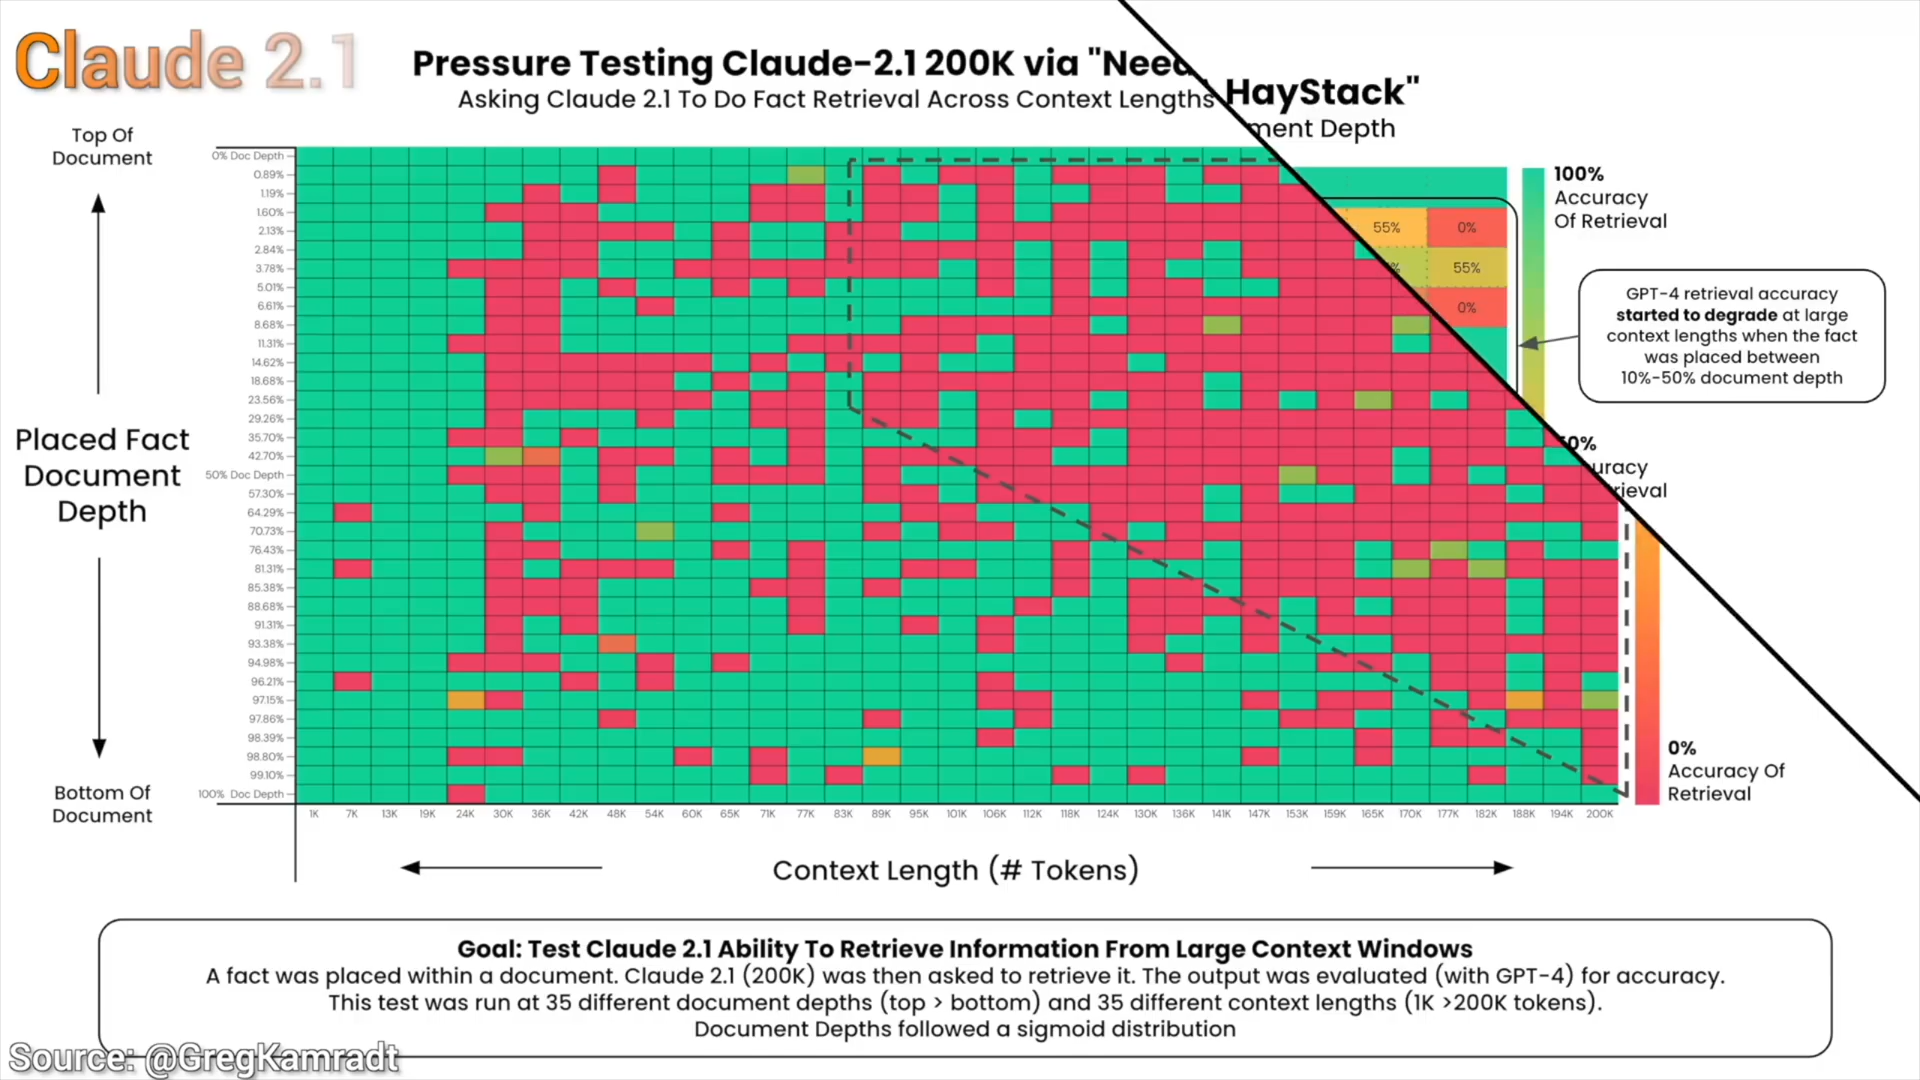 Claude 2.1
Pressure Testing Claude-2.1 200K via "Need
Asking Claude 2.1 To Do Fact Retrieval Across Context Lengths
HayStack"
ment Depth
Top Of
Document
Placed Fact
Document
Depth
Bottom Of
Document
0% Doc Depth
0.89%
1.19%
1.60%
2.13%
2.84%
3.78%
5.01%
6.61%
8.68%
11.31%
14.62%
18.68%
23.56%
29.26%
35.70%
42.70%
50% Doc Depth
57.30%
64.29%
70.73%
76.43%
81.31%
85.38%
88.68%
91.31%
93.38%
94.98%
96.21%
97.15%
97.86%
98.39%
98.80%
99.10%
100% Doc Depth
55% 0%
% 55%
0%
100%
Accuracy
Of Retrieval
GPT-4 retrieval accuracy
started to degrade at large
context lengths when the fact
was placed between
10%-50% document depth
0%
uracy
rieval
0%
Accuracy Of
Retrieval
1K 7K 13K 19K 24K 30K 36K 42K 48K 54K 60K 65K 71K 77K 83K 89K 95K 101K 106K 112K 118K 124K 130K 136K 141K 147K 153K 159K 165K 170K 177K 182K 188K 194K 200K
Context Length (# Tokens)
Goal: Test Claude 2.1 Ability To Retrieve Information From Large Context Windows
A fact was placed within a document. Claude 2.1 (200K) was then asked to retrieve it. The output was evaluated (with GPT-4) for accuracy.
This test was run at 35 different document depths (top > bottom) and 35 different context lengths (1K >200K tokens).
Document Depths followed a sigmoid distribution
Source: @GregKamradt